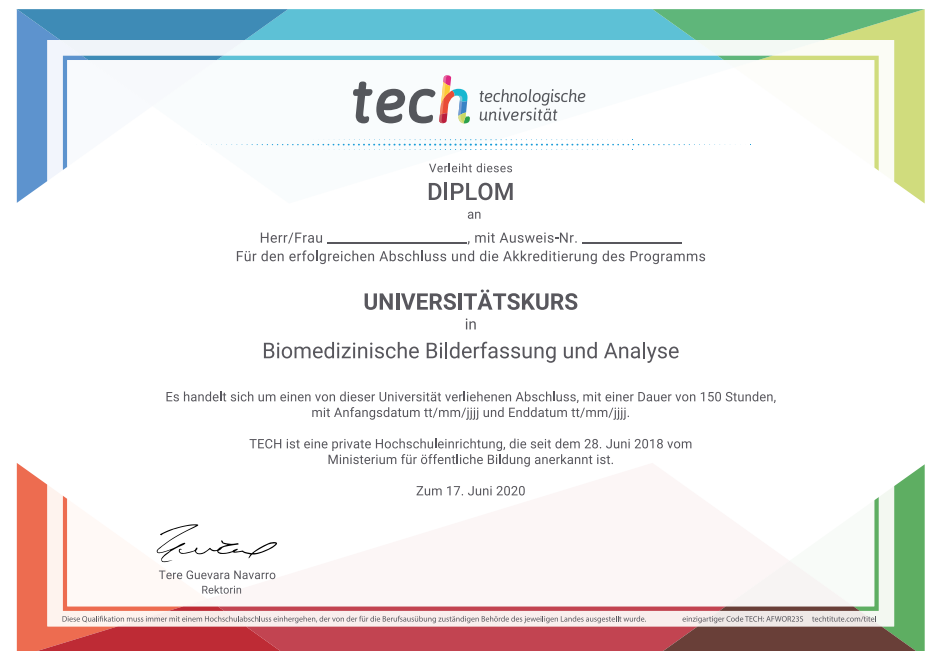 tech technologische
universität
Verleiht dieses
DIPLOM
an
Herr/Frau ____________, mit Ausweis-Nr. ____________
Für den erfolgreichen Abschluss und die Akkreditierung des Programms
UNIVERSITÄTSKURS
in
Biomedizinische Bilderfassung und Analyse
Es handelt sich um einen von dieser Universität verliehenen Abschluss, mit einer Dauer von 150 Stunden,
mit Anfangsdatum tt/mm/jjjj und Enddatum tt/mm/jjjj.
TECH ist eine private Hochschuleinrichtung, die seit dem 28. Juni 2018 vom
Ministerium für öffentliche Bildung anerkannt ist.
Zum 17. Juni 2020
Tere Guevara Navarro
Rektorin
Diese Qualifikation muss immer mit einem Hochschulabschluss einhergehen, der von der für die Berufsausübung zuständigen Behörde des jeweiligen Landes ausgestellt wurde. einzigartiger Code TECH: AFWOR23S techtitute.com/titel